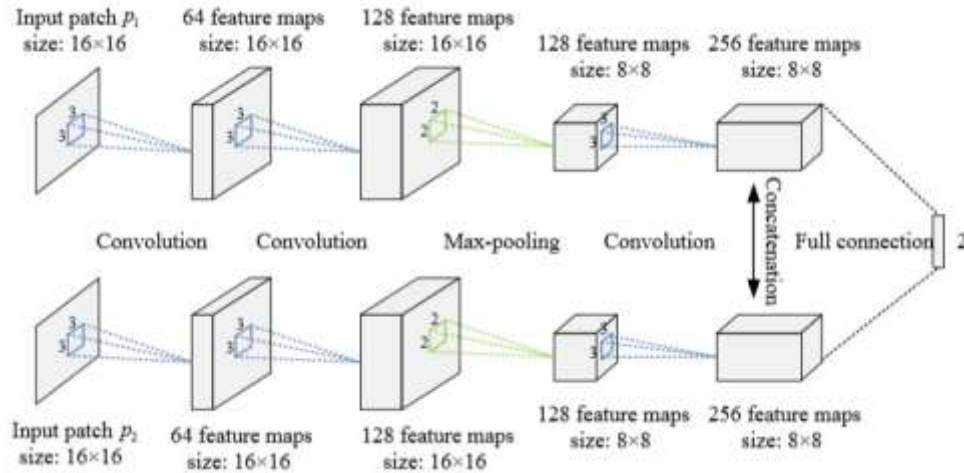 Input patch p₁
size: 16×16
64 feature maps
size: 16×16
128 feature maps
size: 16×16
128 feature maps
size: 8×8
256 feature maps
size: 8×8
3
3
3
3
2
2
3
3
Convolution
Convolution
Max-pooling
Convolution
Concatenation
Full connection
2
3
3
3
3
2
2
3
3
Input patch p₂
size: 16×16
64 feature maps
size: 16×16
128 feature maps
size: 16×16
128 feature maps
size: 8×8
256 feature maps
size: 8×8